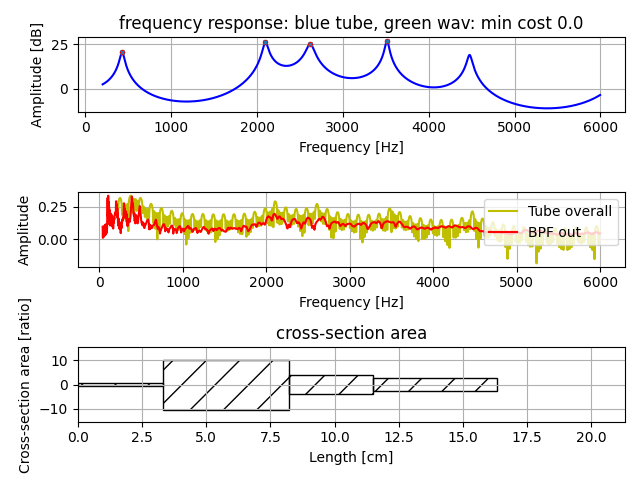 frequency response: blue tube, green wav: min cost 0.0
Amplitude [dB]
25
0
0 1000 2000 3000 4000 5000 6000
Frequency [Hz]
Amplitude
0.25
0.00
Tube overall
BPF out
0 1000 2000 3000 4000 5000 6000
Frequency [Hz]
cross-section area
Cross-section area [ratio]
10
0
−10
0.0 2.5 5.0 7.5 10.0 12.5 15.0 17.5 20.0
Length [cm]